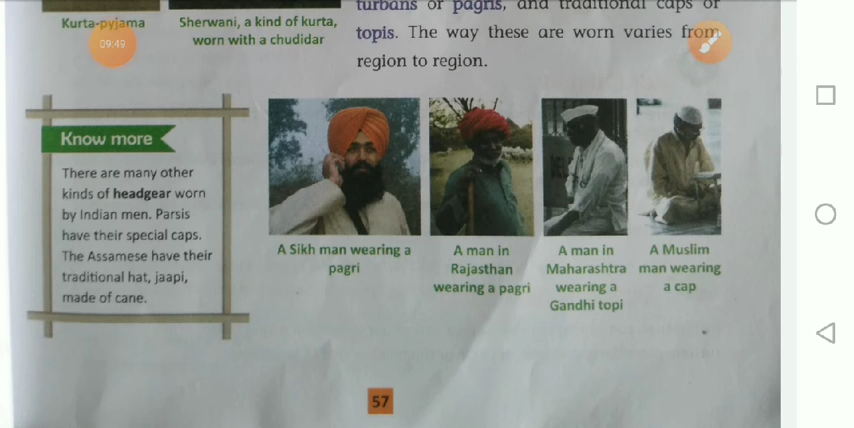 turbans or pagris, and traditional caps or
topis. The way these are worn varies from
region to region.
Kurta-pyjama
Sherwani, a kind of kurta,
worn with a chudidar
09:49
Know more
There are many other
kinds of headgear worn
by Indian men. Parsis
have their special caps.
The Assamese have their
traditional hat, jaapi,
made of cane.
A Sikh man wearing a
pagri
A man in
Rajasthan
wearing a pagri
A man in
Maharashtra
wearing a
Gandhi topi
A Muslim
man wearing
a cap
57